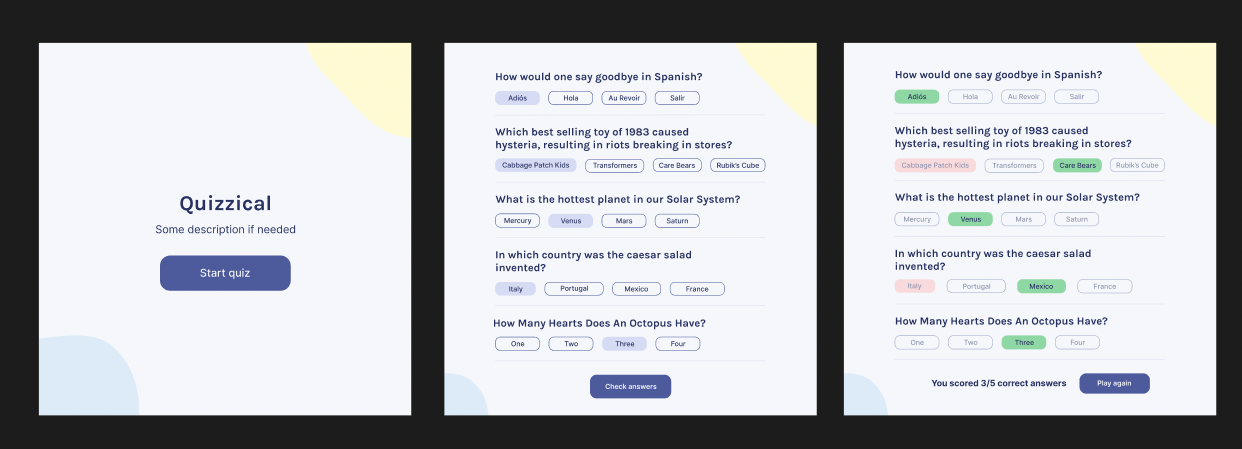 Quizzical
Some description if needed
Start quiz
How would one say goodbye in Spanish?
Adiós Hola Au Revoir Salir
Which best selling toy of 1983 caused
hysteria, resulting in riots breaking in stores?
Cabbage Patch Kids Transformers Care Bears Rubik's Cube
What is the hottest planet in our Solar System?
Mercury Venus Mars Saturn
In which country was the caesar salad
invented?
Italy Portugal Mexico France
How Many Hearts Does An Octopus Have?
One Two Three Four
Check answers
How would one say goodbye in Spanish?
Adiós Hola Au Revoir Salir
Which best selling toy of 1983 caused
hysteria, resulting in riots breaking in stores?
Cabbage Patch Kids Transformers Care Bears Rubik's Cube
What is the hottest planet in our Solar System?
Mercury Venus Mars Saturn
In which country was the caesar salad
invented?
Italy Portugal Mexico France
How Many Hearts Does An Octopus Have?
One Two Three Four
You scored 3/5 correct answers Play again